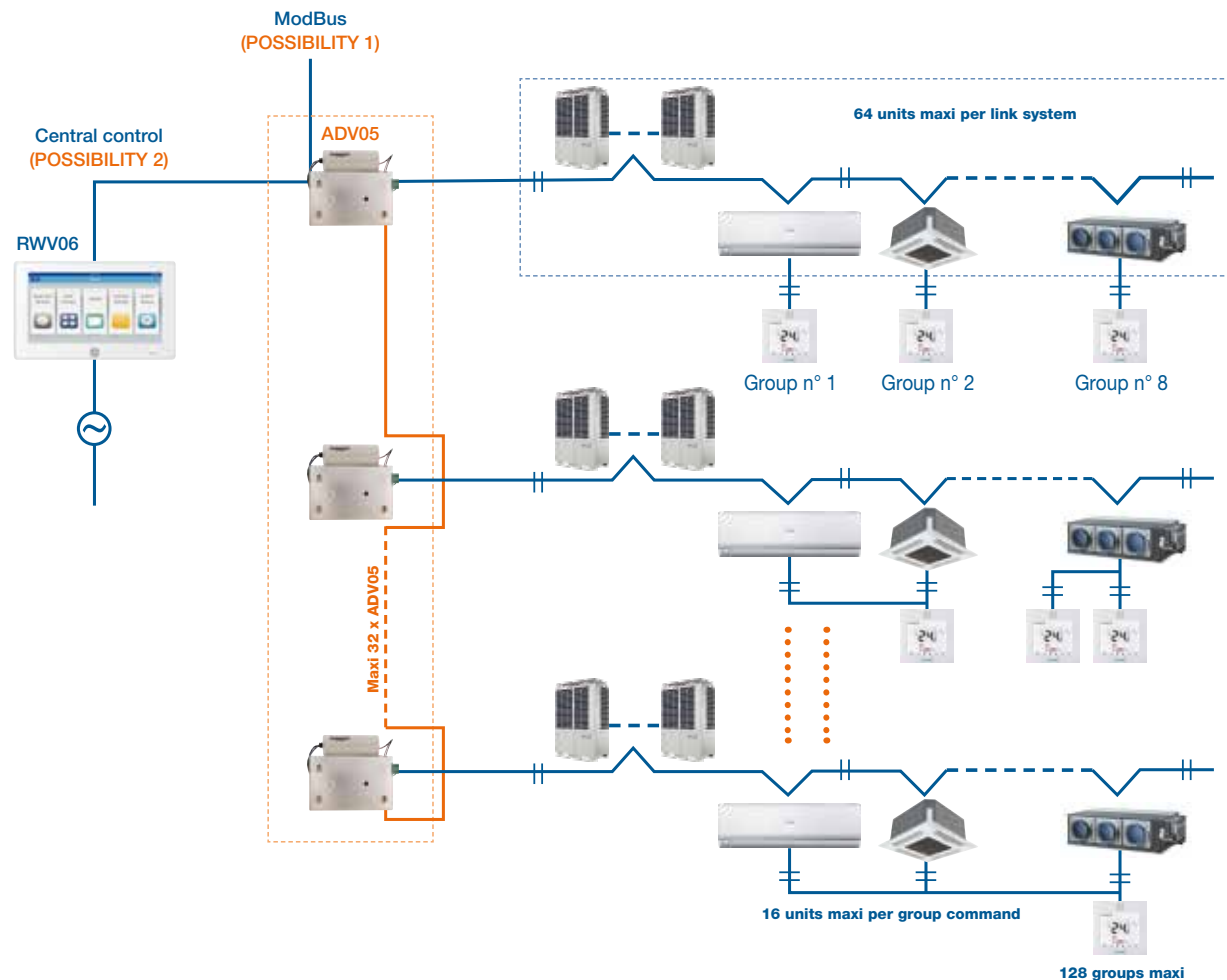 ModBus
(POSSIBILITY 1)
Central control
(POSSIBILITY 2)
ADV05
64 units maxi per link system
RWV06
Group n° 1
Group n° 2
Group n° 8
Maxi 32 x ADV05
16 units maxi per group command
128 groups maxi